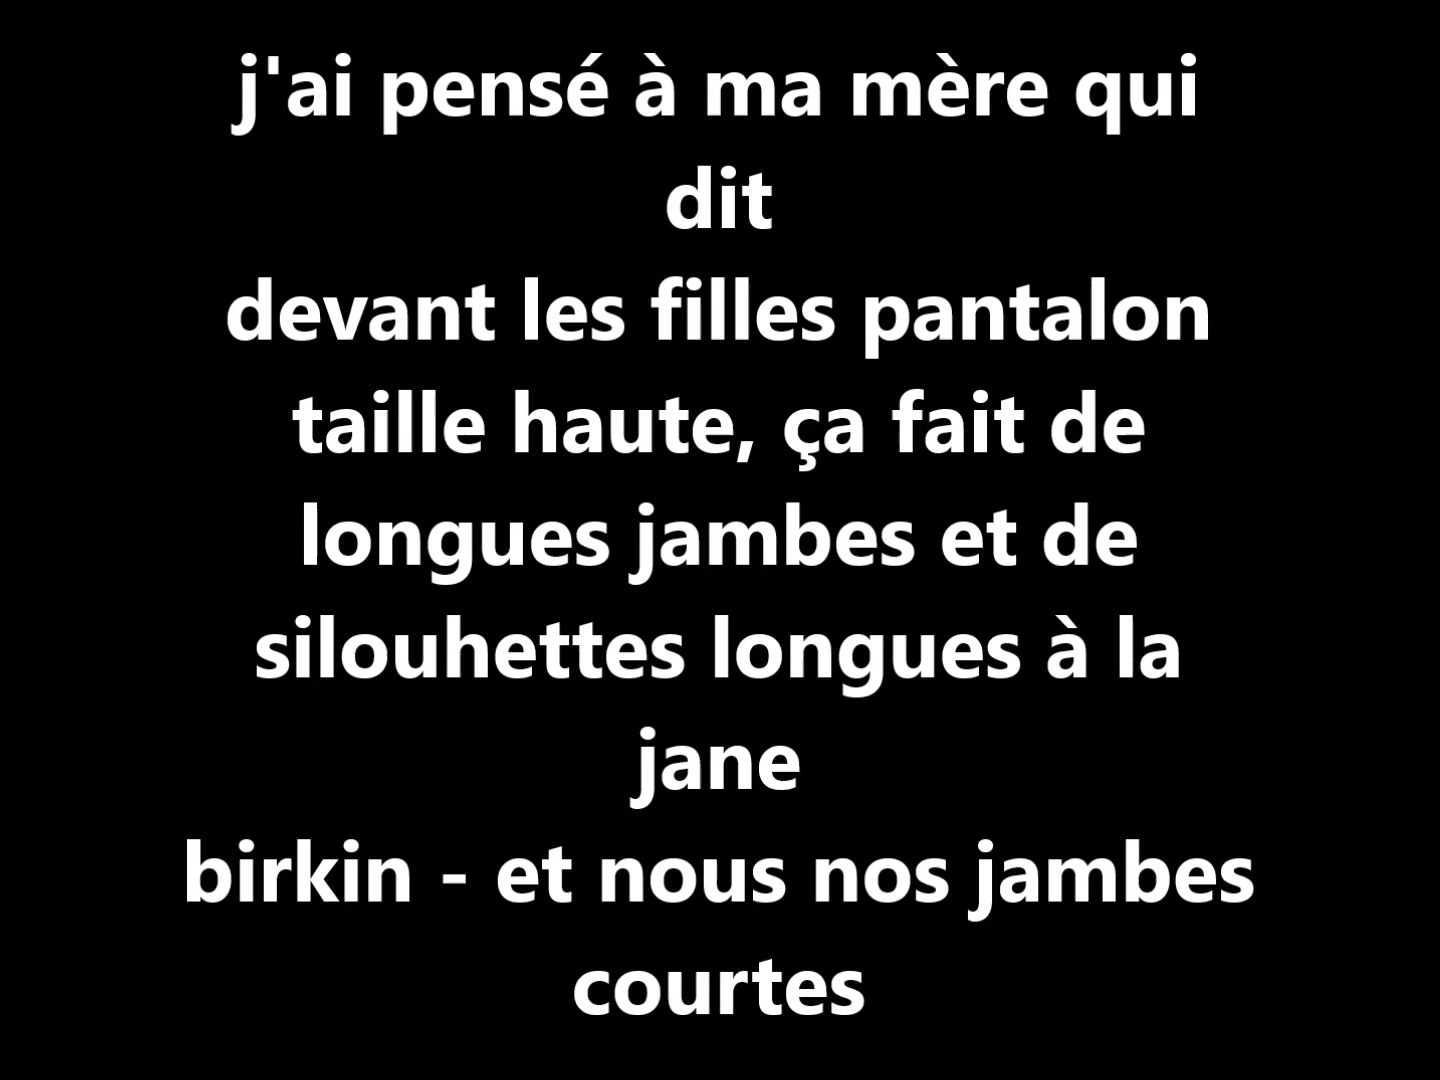 j'ai pensé à ma mère qui
dit
devant les filles pantalon
taille haute, ça fait de
longues jambes et de
silouhettes longues à la
jane
birkin - et nous nos jambes
courtes